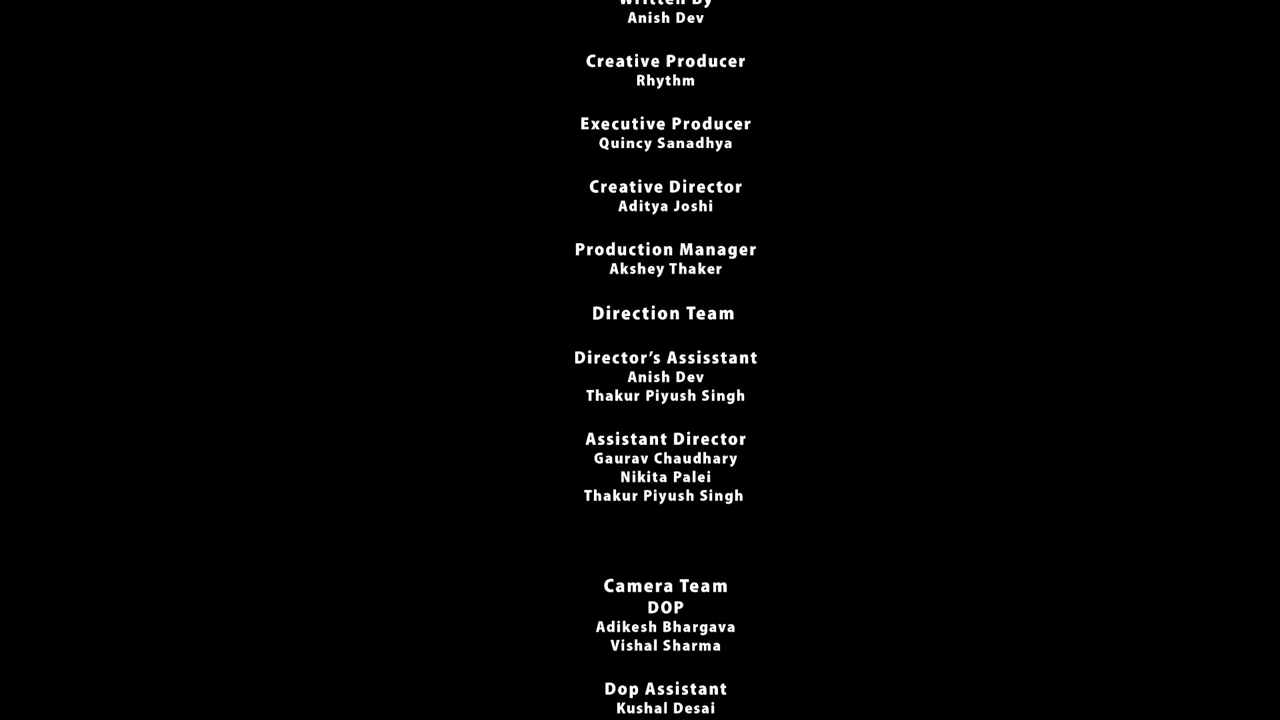 Written By
Anish Dev
Creative Producer
Rhythm
Executive Producer
Quincy Sanadhya
Creative Director
Aditya Joshi
Production Manager
Akshey Thaker
Direction Team
Director’s Assisstant
Anish Dev
Thakur Piyush Singh
Assistant Director
Gaurav Chaudhary
Nikita Palei
Thakur Piyush Singh
Camera Team
DOP
Adikesh Bhargava
Vishal Sharma
Dop Assistant
Kushal Desai